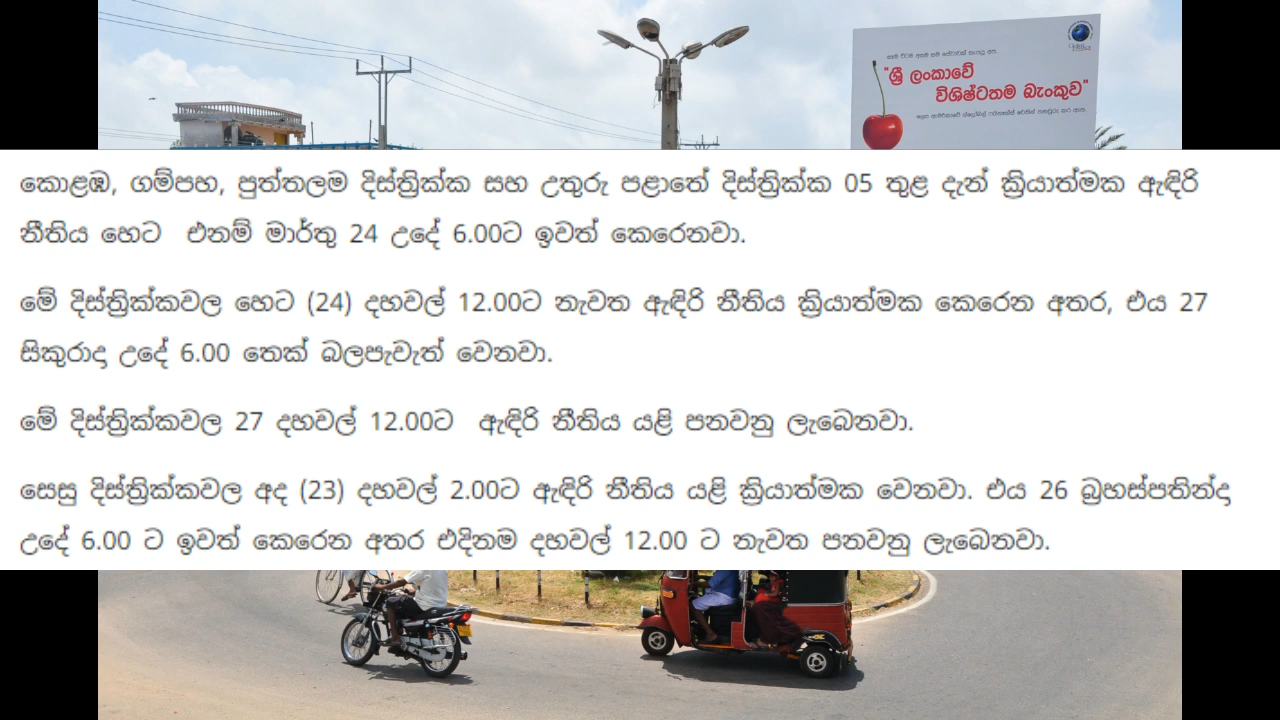 "ශ්‍රී ලංකාවේ
විශිෂ්ටතම බැංකුව"
කොළඹ, ගම්පහ, පුත්තලම දිස්ත්‍රික්ක සහ උතුරු පළාතේ දිස්ත්‍රික්ක 05 තුළ දැන් ක්‍රියාත්මක ඇඳිරි
නීතිය හෙට එනම් මාර්තු 24 උදේ 6.00ට ඉවත් කෙරෙනවා.
මේ දිස්ත්‍රික්කවල හෙට (24) දහවල් 12.00ට නැවත ඇඳිරි නීතිය ක්‍රියාත්මක කෙරෙන අතර, එය 27
සිකුරාදා උදේ 6.00 තෙක් බලපැවැත් වෙනවා.
මේ දිස්ත්‍රික්කවල 27 දහවල් 12.00ට ඇඳිරි නීතිය යළි පනවනු ලැබෙනවා.
සෙසු දිස්ත්‍රික්කවල අද (23) දහවල් 2.00ට ඇඳිරි නීතිය යළි ක්‍රියාත්මක වෙනවා. එය 26 බ්‍රහස්පතින්දා
උදේ 6.00 ට ඉවත් කෙරෙන අතර එදිනම දහවල් 12.00 ට නැවත පනවනු ලැබෙනවා.